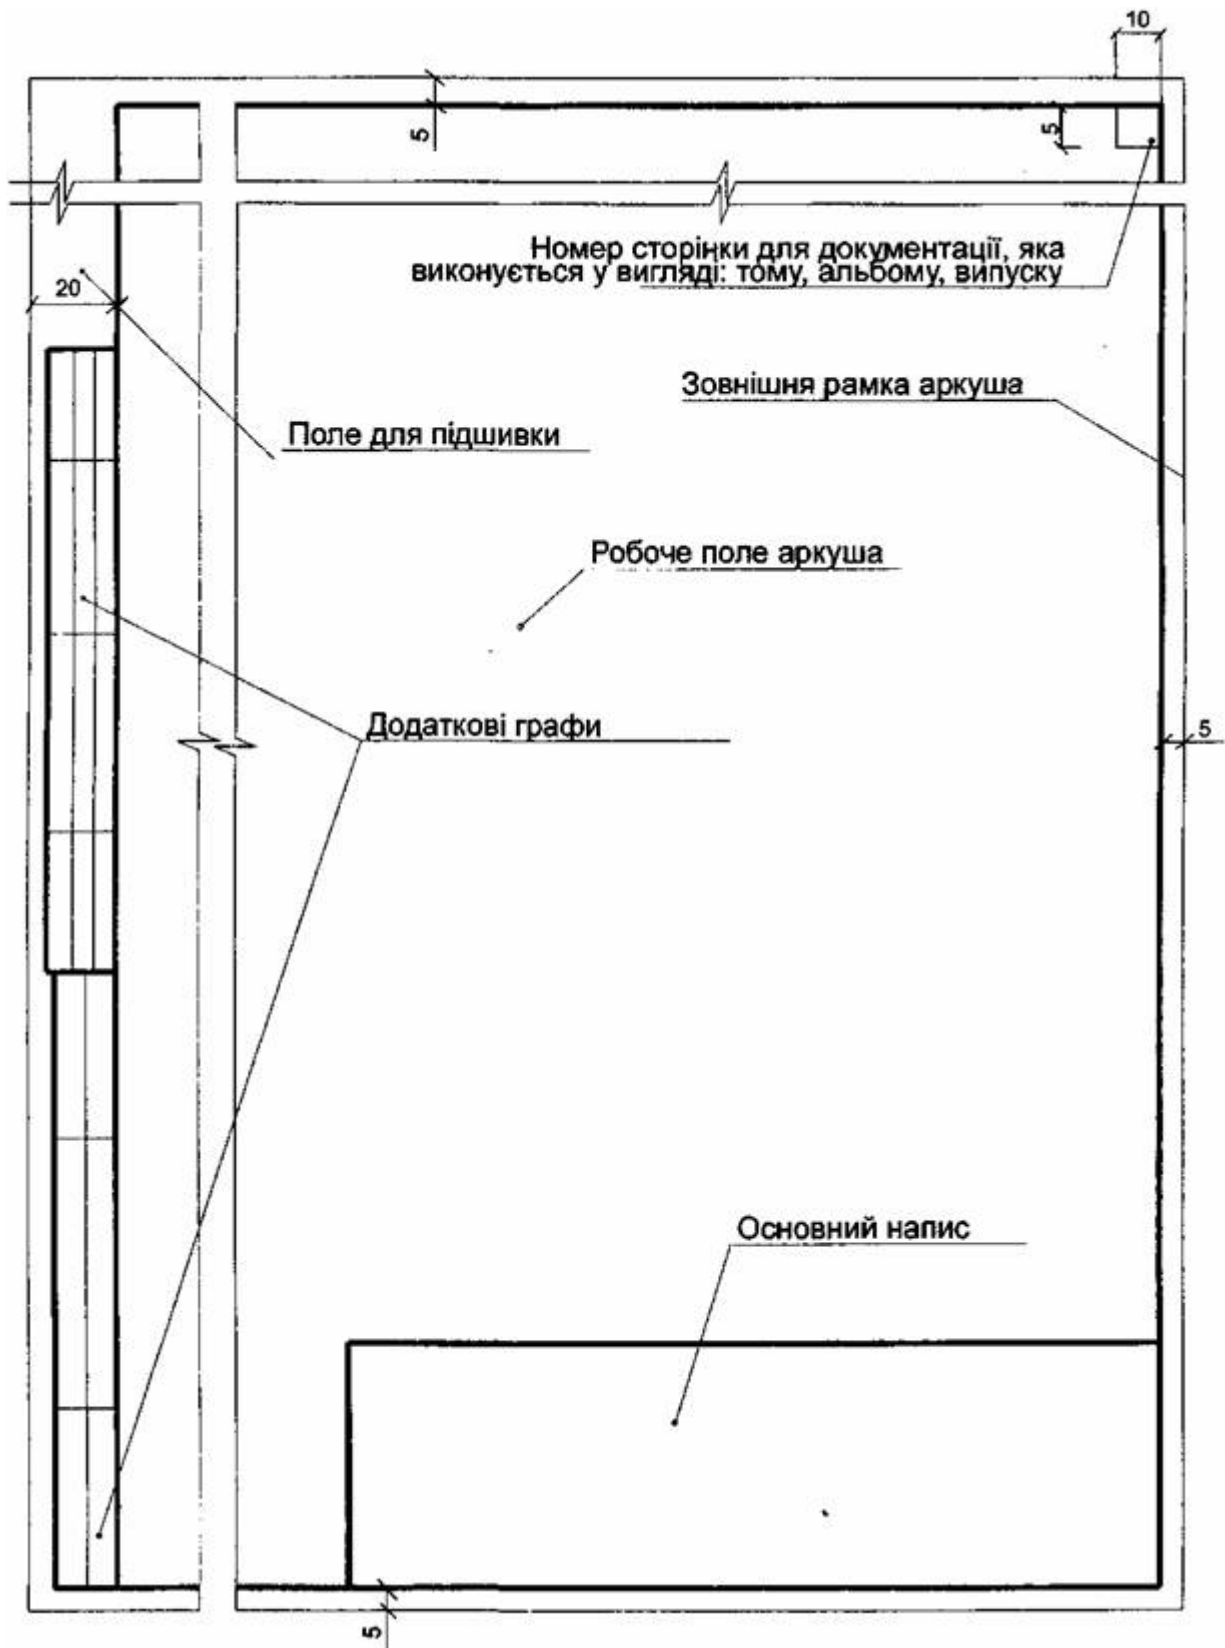 10
5
5
Номер сторінки для документації, яка
виконується у вигляді: тому, альбому, випуску
20
Зовнішня рамка аркуша
Поле для підшивки
Робоче поле аркуша
Додаткові графи
5
Основний напис
5